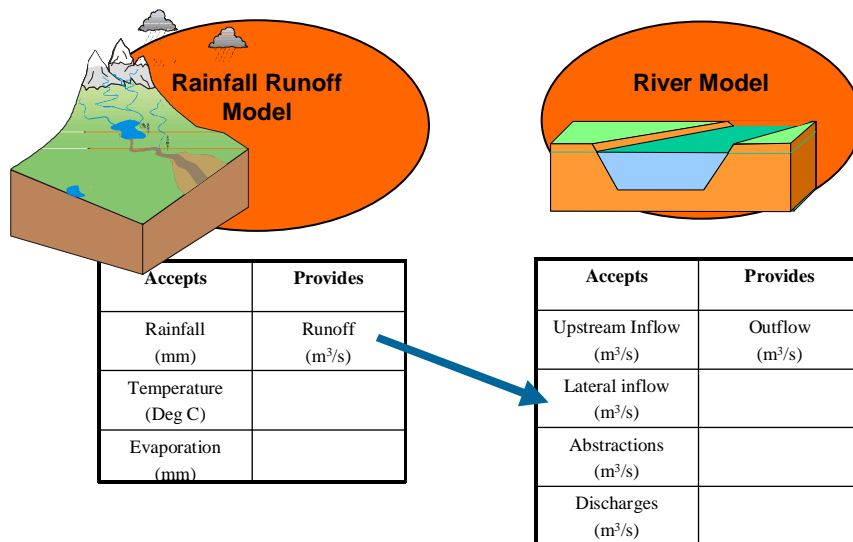 Rainfall Runoff
Model
River Model
Accepts Provides
Rainfall
(mm)
Runoff
(m³/s)
Temperature
(Deg C)
Evaporation
(mm)
Accepts Provides
Upstream Inflow
(m³/s)
Outflow
(m³/s)
Lateral inflow
(m³/s)
Abstractions
(m³/s)
Discharges
(m³/s)